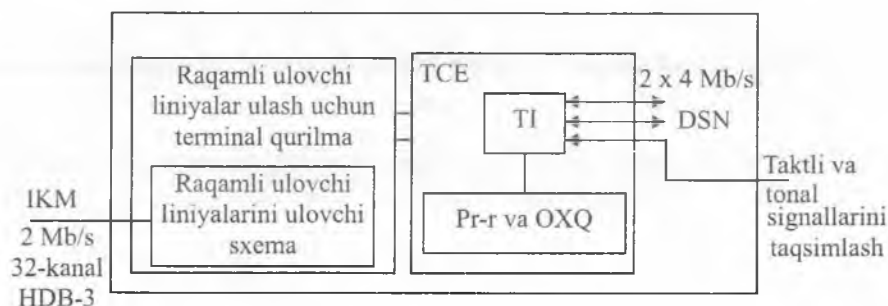 Raqamli ulovchi
liniyalar ulash uchun
terminal qurilma
Raqamli ulovchi
liniyalarini ulovchi
sxema
IKM
2 Mb/s
32-kanal
HDB-3
TCE
TI
Pr-r va OXQ
2 x 4 Mb/s
DSN
Taktli va
tonal
signallarini
taqsimlash